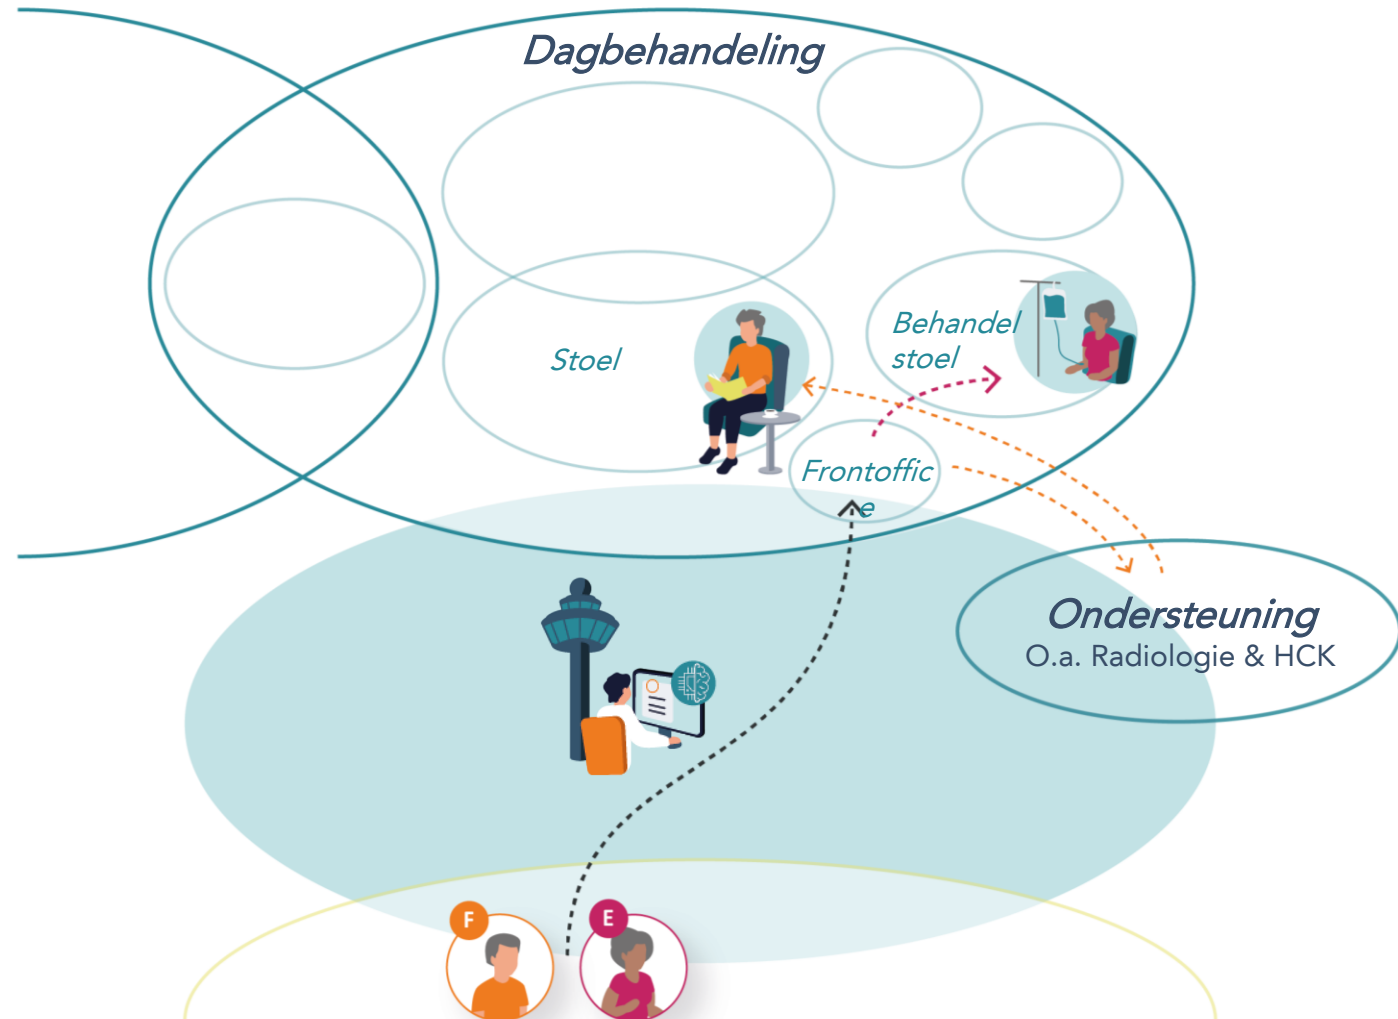 Dagbehandeling
Behandel
stoel
Stoel
Frontoffic
e
Ondersteuning
O.a. Radiologie & HCK
F
E